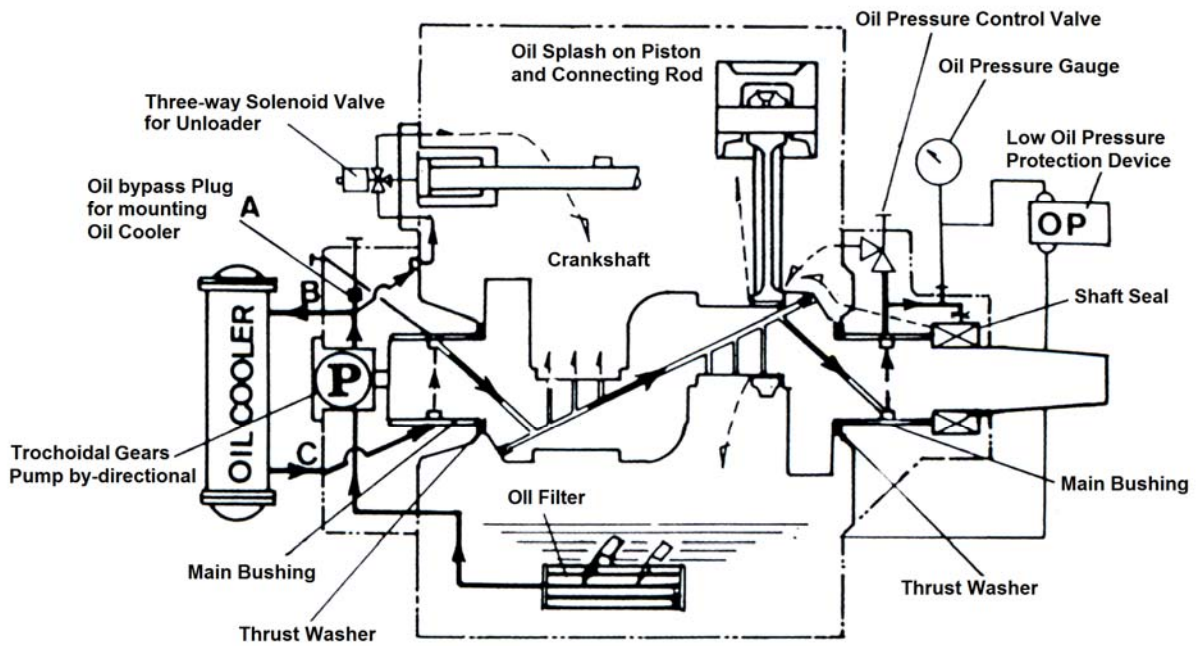 Oil Pressure Control Valve
Oil Splash on Piston
and Connecting Rod
Oil Pressure Gauge
Three-way Solenoid Valve
for Unloader
Low Oil Pressure
Protection Device
Oil bypass Plug
for mounting
Oil Cooler
A
OP
Crankshaft
B
Shaft Seal
OIL COOLER
P
C
Trochoidal Gears
Pump by-directional
Main Bushing
Oll Filter
Main Bushing
Thrust Washer
Thrust Washer